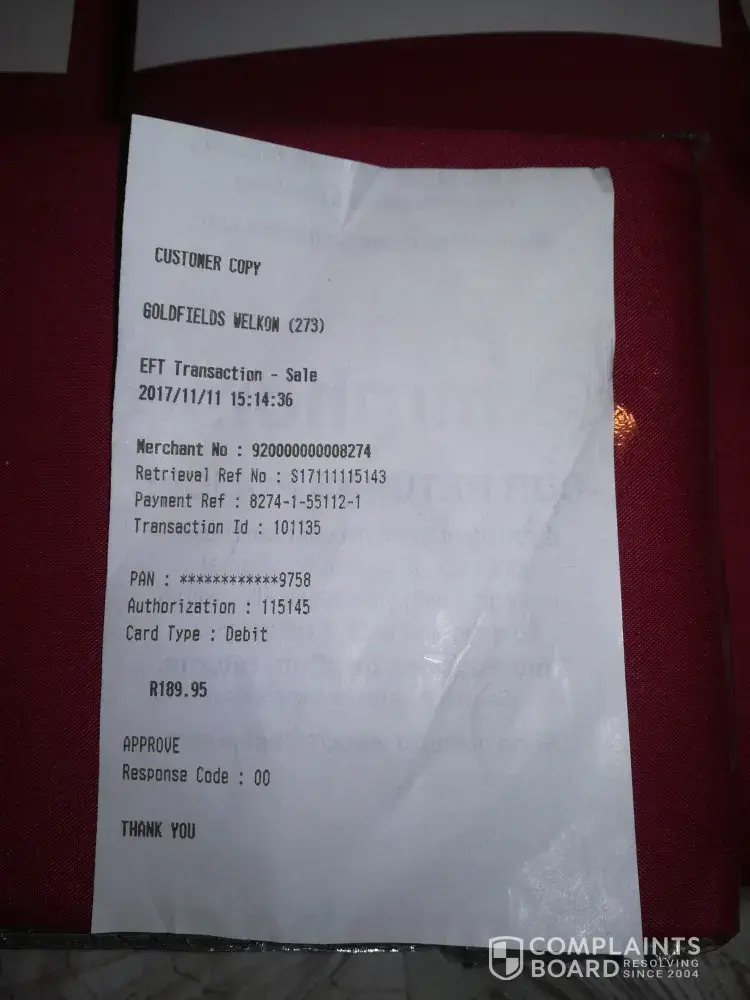 CUSTOMER COPY
GOLDFIELDS WELKOM (273)
EFT Transaction - Sale
2017/11/11 15:14:36
Merchant No : 920000000008274
Retrieval Ref No : S17111115143
Payment Ref : 8274-1-55112-1
Transaction Id : 101135
PAN : ************9758
Authorization : 115145
Card Type : Debit
R189.95
APPROVE
Response Code : 00
THANK YOU
COMPLAINTS
BOARD RESOLVING
SINCE 2004